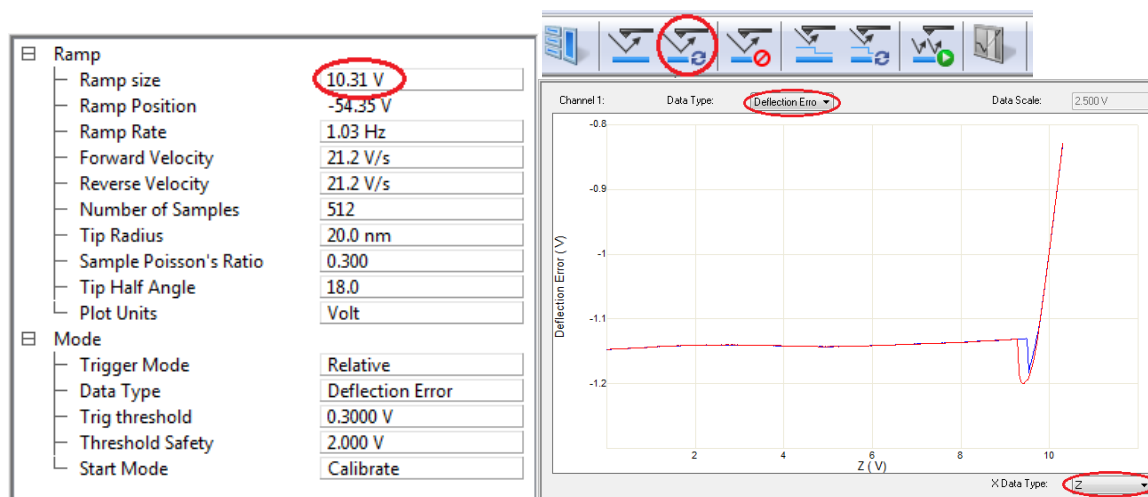 Ramp
Ramp size 10.31 V
Ramp Position -54.35 V
Ramp Rate 1.03 Hz
Forward Velocity 21.2 V/s
Reverse Velocity 21.2 V/s
Number of Samples 512
Tip Radius 20.0 nm
Sample Poisson's Ratio 0.300
Tip Half Angle 18.0
Plot Units Volt
Mode
Trigger Mode Relative
Data Type Deflection Error
Trig threshold 0.3000 V
Threshold Safety 2.000 V
Start Mode Calibrate
Channel 1: Data Type: Deflection Erro Data Scale: 2.500 V
-0.8
-0.9
-1
-1.1
-1.2
Deflection Error ( V)
2 4 6 8 10
Z ( V)
X Data Type: Z